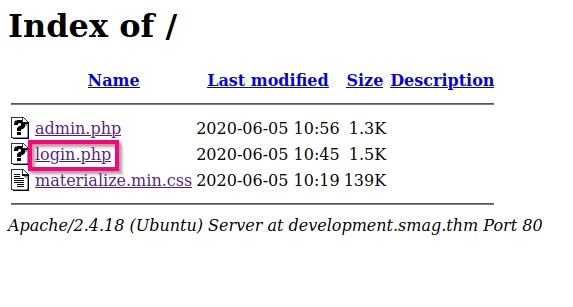 Index of /
Name Last modified Size Description
admin.php 2020-06-05 10:56 1.3K
login.php 2020-06-05 10:45 1.5K
materialize.min.css 2020-06-05 10:19 139K
Apache/2.4.18 (Ubuntu) Server at development.smag.thm Port 80